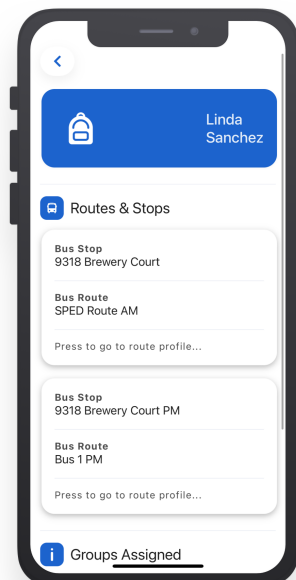 Linda
Sanchez
Routes & Stops
Bus Stop
9318 Brewery Court
Bus Route
SPED Route AM
Press to go to route profile...
Bus Stop
9318 Brewery Court PM
Bus Route
Bus 1 PM
Press to go to route profile...
Groups Assigned